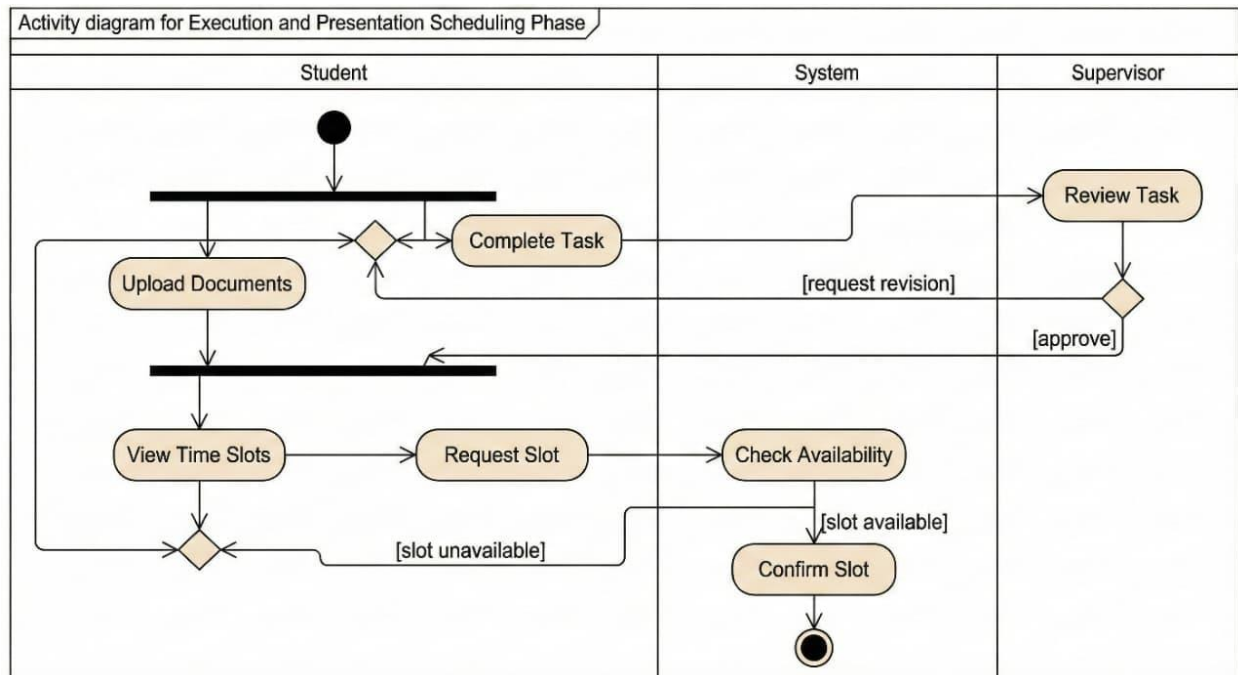 Activity diagram for Execution and Presentation Scheduling Phase
Student
System
Supervisor
Review Task
Complete Task
Upload Documents
[request revision]
[approve]
View Time Slots
Request Slot
Check Availability
[slot available]
[slot unavailable]
Confirm Slot